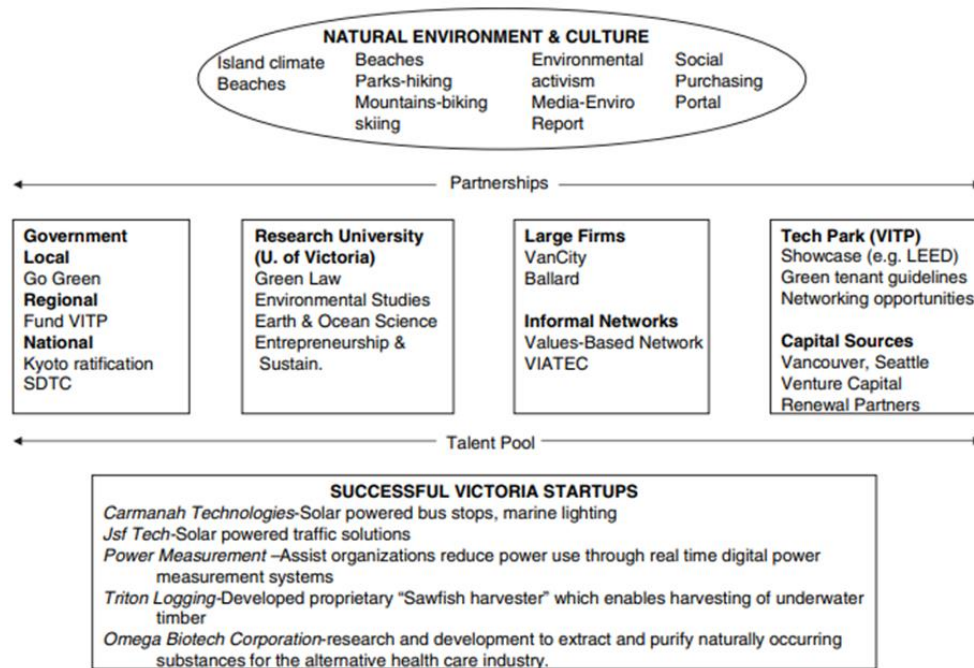 NATURAL ENVIRONMENT & CULTURE
Island climate
Beaches
Beaches
Parks-hiking
Mountains-biking
skiing
Environmental
activism
Media-Enviro
Report
Social
Purchasing
Portal
Partnerships
Government
Local
Go Green
Regional
Fund VITP
National
Kyoto ratification
SDTC
Research University
(U. of Victoria)
Green Law
Environmental Studies
Earth & Ocean Science
Entrepreneurship &
Sustain.
Large Firms
VanCity
Ballard
Informal Networks
Values-Based Network
VIATEC
Tech Park (VITP)
Showcase (e.g. LEED)
Green tenant guidelines
Networking opportunities
Capital Sources
Vancouver, Seattle
Venture Capital
Renewal Partners
Talent Pool
SUCCESSFUL VICTORIA STARTUPS
Carmanah Technologies-Solar powered bus stops, marine lighting
Jsf Tech-Solar powered traffic solutions
Power Measurement –Assist organizations reduce power use through real time digital power
measurement systems
Triton Logging-Developed proprietary “Sawfish harvester” which enables harvesting of underwater
timber
Omega Biotech Corporation-research and development to extract and purify naturally occurring
substances for the alternative health care industry.